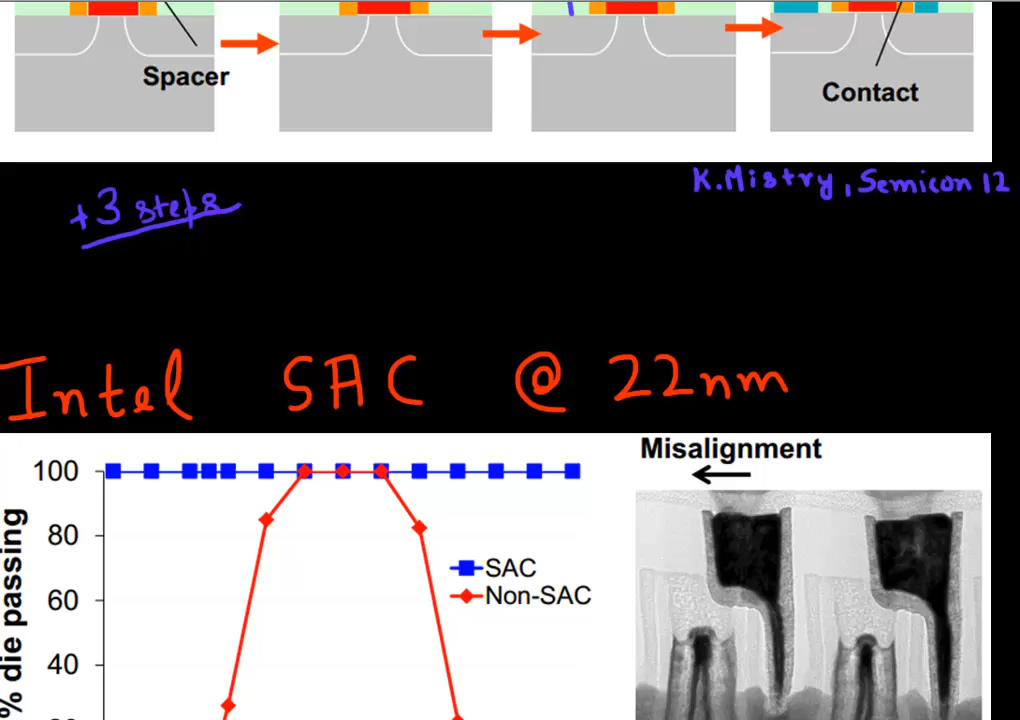 Spacer
Contact
K.Mistry, Semicon 12
+3 steps
Intel SAC @ 22nm
100
80
60
40
% die passing
SAC
Non-SAC
Misalignment